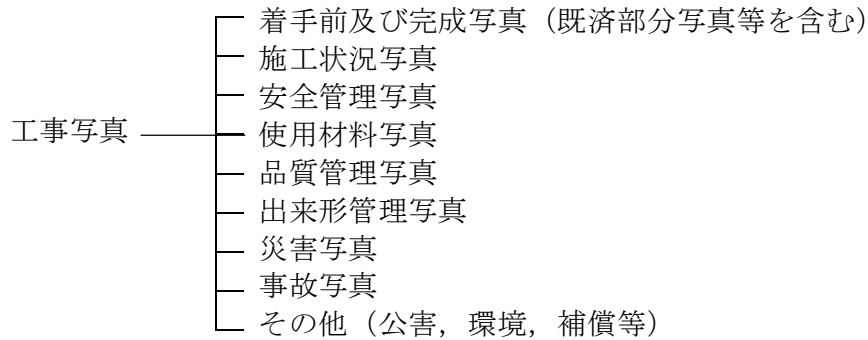 着手前及び完成写真（既済部分写真等を含む）
施工状況写真
安全管理写真
工事写真
使用材料写真
品質管理写真
出来形管理写真
災害写真
事故写真
その他（公害，環境，補償等）